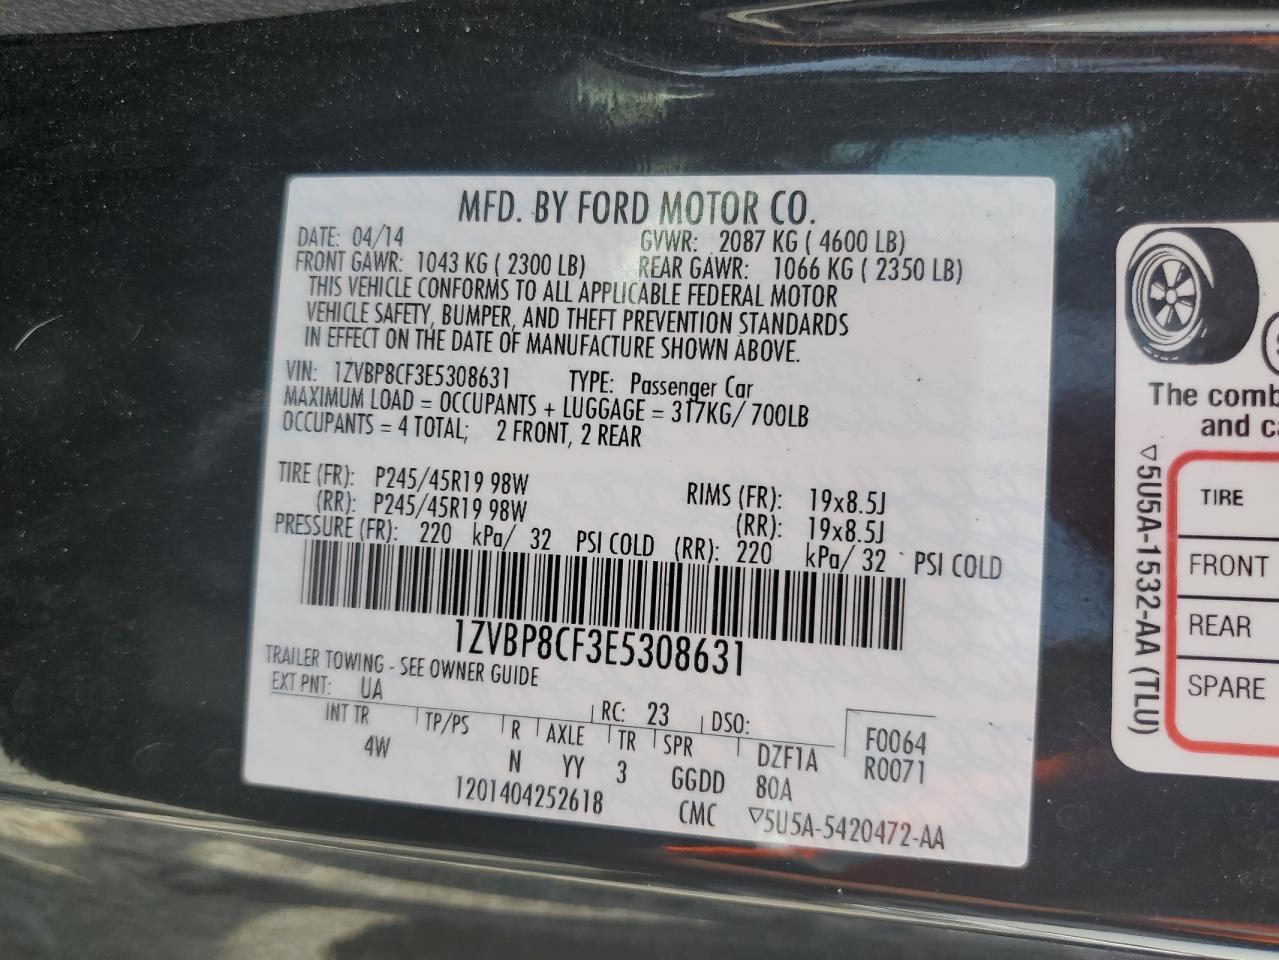 MFD. BY FORD MOTOR CO.
DATE: 04/14 GVWR: 2087 KG ( 4600 LB)
FRONT GAWR: 1043 KG ( 2300 LB) REAR GAWR: 1066 KG ( 2350 LB)
THIS VEHICLE CONFORMS TO ALL APPLICABLE FEDERAL MOTOR
VEHICLE SAFETY, BUMPER, AND THEFT PREVENTION STANDARDS
IN EFFECT ON THE DATE OF MANUFACTURE SHOWN ABOVE.
VIN: 1ZVBP8CF3E5308631 TYPE: Passenger Car
MAXIMUM LOAD = OCCUPANTS + LUGGAGE = 317KG/ 700LB
OCCUPANTS = 4 TOTAL; 2 FRONT, 2 REAR
TIRE (FR): P245/45R19 98W RIMS (FR): 19x8.5J
(RR): P245/45R19 98W (RR): 19x8.5J
PRESSURE (FR): 220 kPa/ 32 PSI COLD (RR): 220 kPa/ 32 PSI COLD
1ZVBP8CF3E5308631
TRAILER TOWING - SEE OWNER GUIDE
EXT PNT: UA RC: 23 DSO:
INT TR TP/PS R AXLE TR SPR DZF1A F0064
4W N YY 3 GGDD 80A R0071
1201404252618 CMC ▽5U5A-5420472-AA
The comb
and ca
TIRE
FRONT
REAR
SPARE
▽5U5A-1532-AA (TLU)